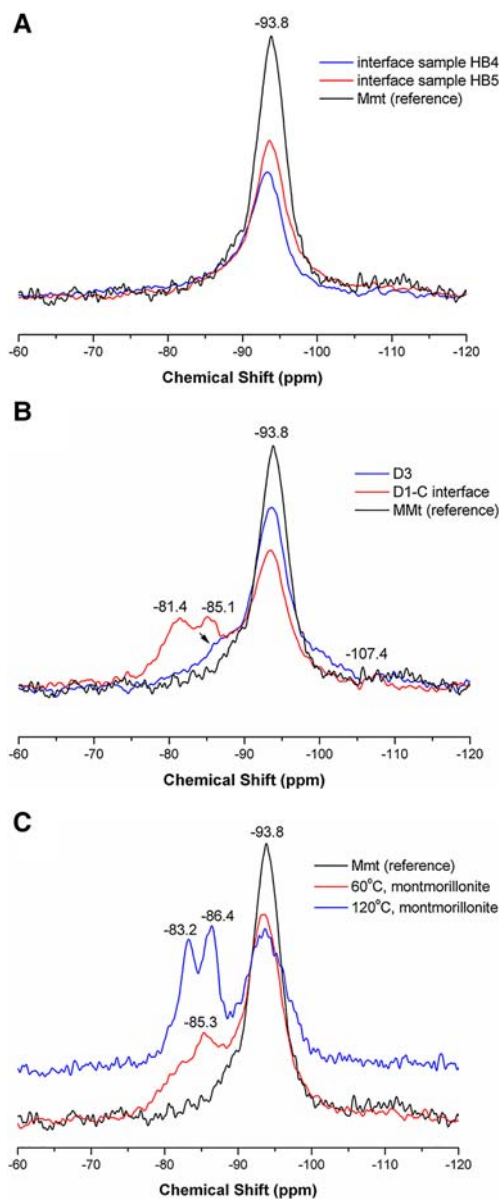 A
-93.8
interface sample HB4
interface sample HB5
Mmt (reference)
-60 -70 -80 -90 -100 -110 -120
Chemical Shift (ppm)
B
-93.8
D3
D1-C interface
MMt (reference)
-81.4 -85.1
-107.4
-60 -70 -80 -90 -100 -110 -120
Chemical Shift (ppm)
C
-93.8
Mmt (reference)
60°C, montmorillonite
120°C, montmorillonite
-83.2 -86.4
-85.3
-60 -70 -80 -90 -100 -110 -120
Chemical Shift (ppm)